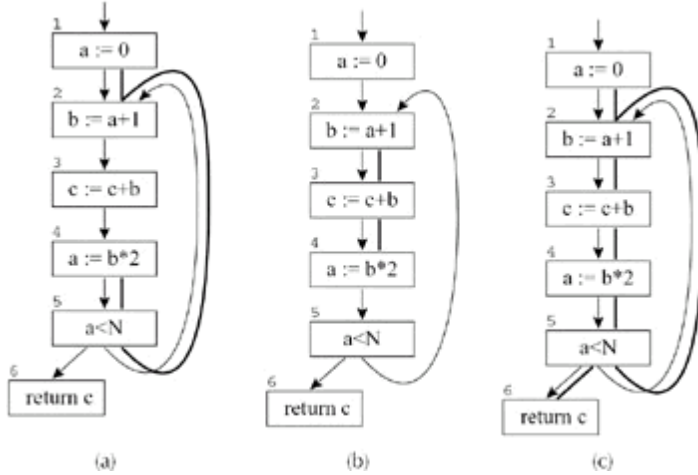 1
a := 0
2
b := a+1
3
c := c+b
4
a := b*2
5
a<N
6
return c
(a)
1
a := 0
2
b := a+1
3
c := c+b
4
a := b*2
5
a<N
6
return c
(b)
1
a := 0
2
b := a+1
3
c := c+b
4
a := b*2
5
a<N
6
return c
(c)